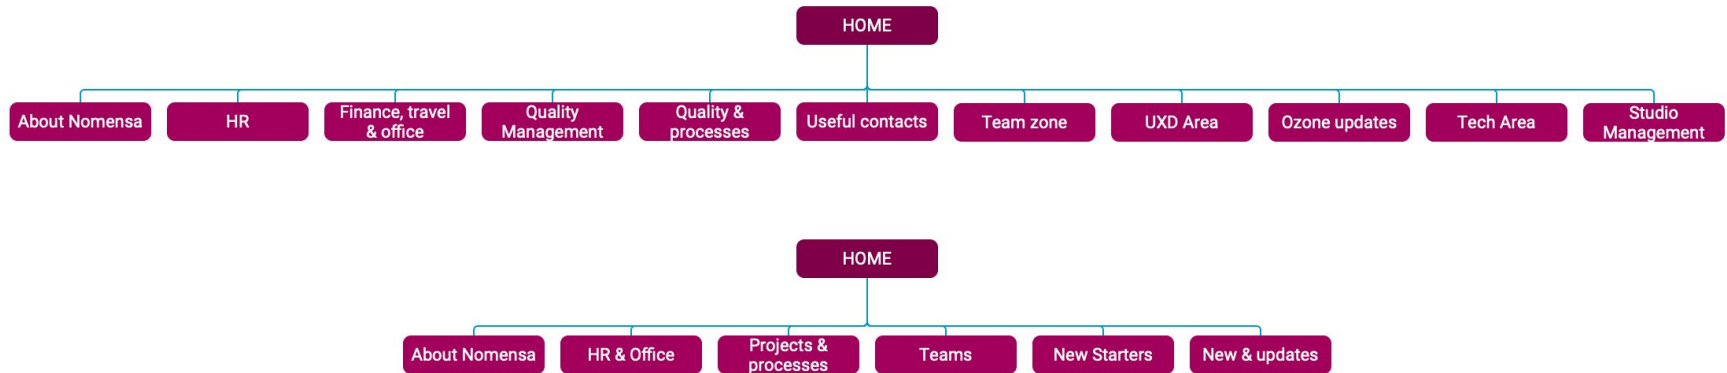 HOME
About Nomensa
HR
Finance, travel
& office
Quality
Management
Quality &
processes
Useful contacts
Team zone
UXD Area
Ozone updates
Tech Area
Studio
Management
HOME
About Nomensa
HR & Office
Projects &
processes
Teams
New Starters
New & updates